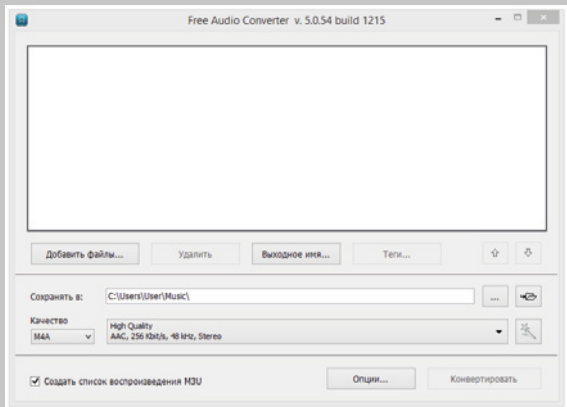 Free Audio Converter v. 5.0.54 build 1215
Добавить файлы... Удалить Выходное имя... Теги...
Сохранять в: C:\Users\User\Music\ ...
Качество
M4A
High Quality
AAC, 256 Kbit/s, 48 kHz, Stereo
Создать список воспроизведения M3U Опции... Конвертировать